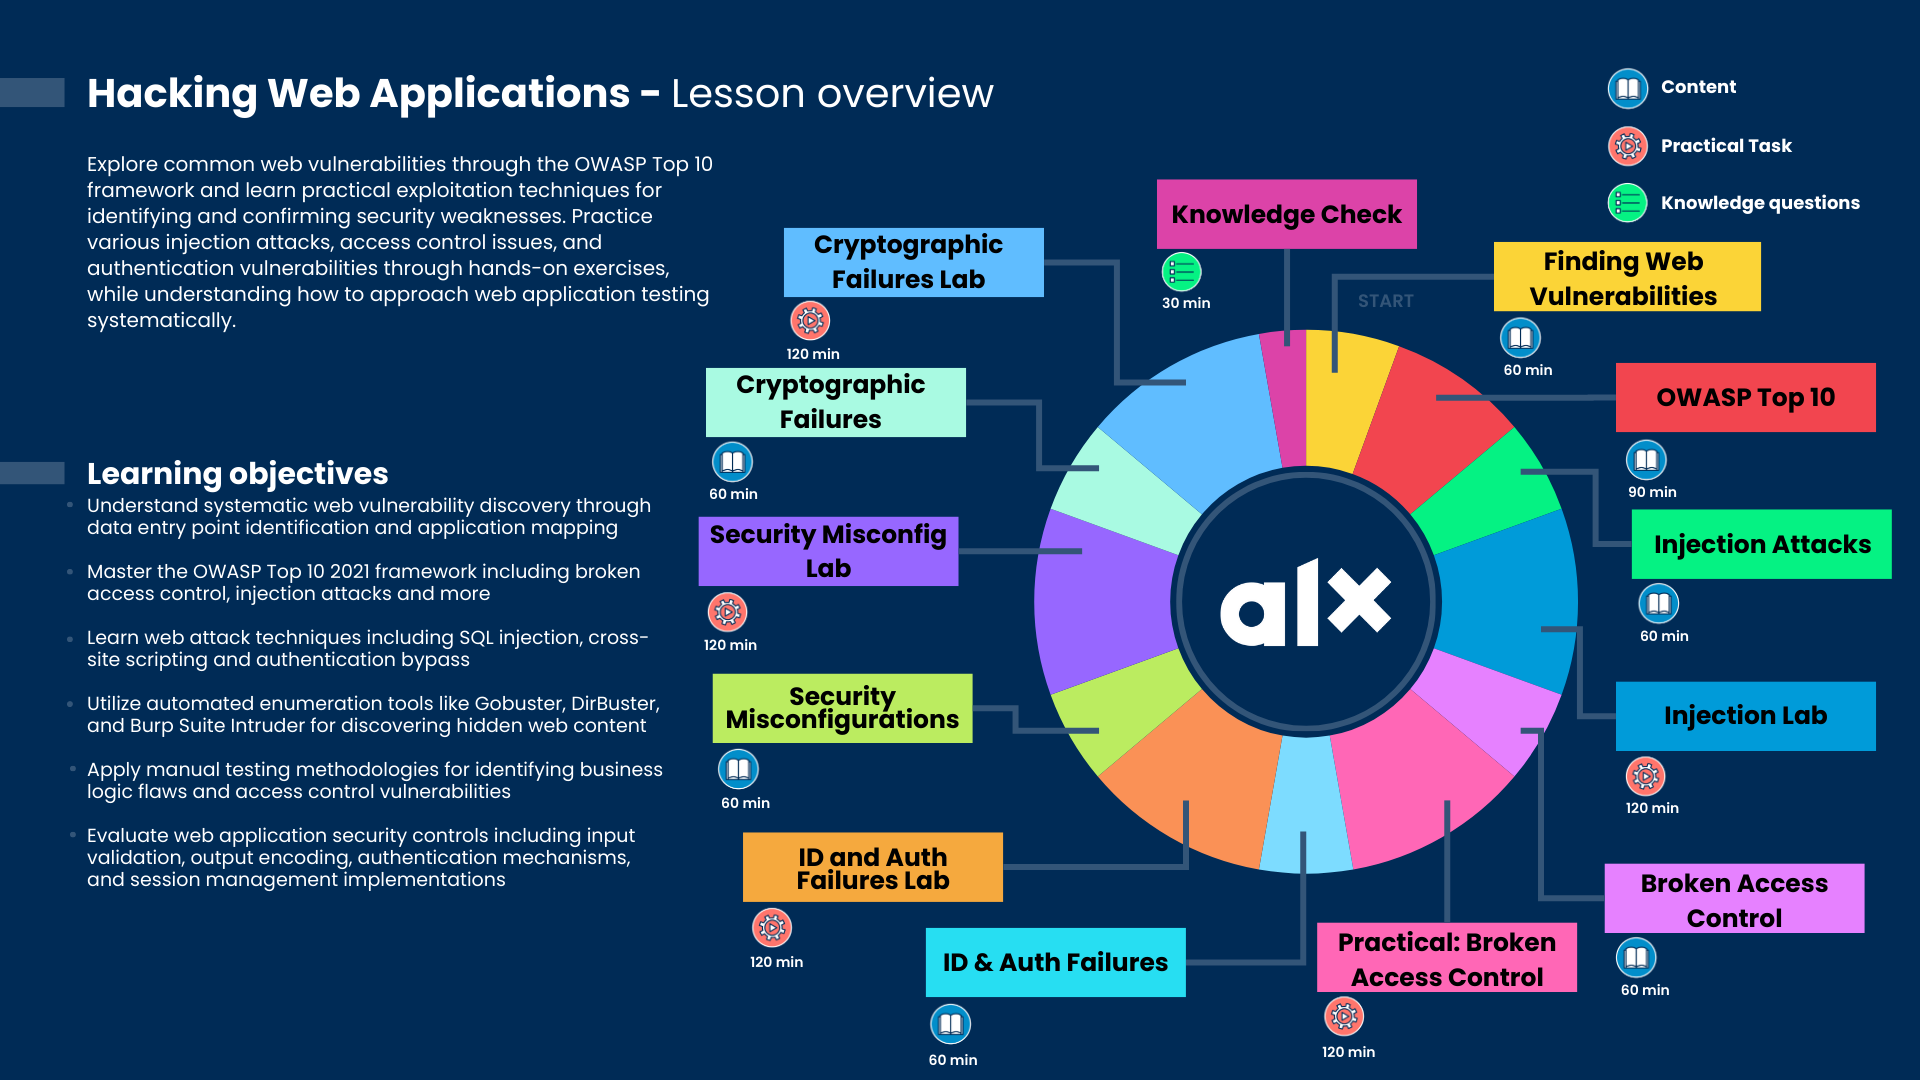 Hacking Web Applications - Lesson overview
Explore common web vulnerabilities through the OWASP Top 10
framework and learn practical exploitation techniques for
identifying and confirming security weaknesses. Practice
various injection attacks, access control issues, and
authentication vulnerabilities through hands-on exercises,
while understanding how to approach web application testing
systematically.
Learning objectives
Understand systematic web vulnerability discovery through
data entry point identification and application mapping
Master the OWASP Top 10 2021 framework including broken
access control, injection attacks and more
Learn web attack techniques including SQL injection, cross-
site scripting and authentication bypass
Utilize automated enumeration tools like Gobuster, DirBuster,
and Burp Suite Intruder for discovering hidden web content
Apply manual testing methodologies for identifying business
logic flaws and access control vulnerabilities
Evaluate web application security controls including input
validation, output encoding, authentication mechanisms,
and session management implementations
Content
Practical Task
Knowledge questions
START
Finding Web
Vulnerabilities
60 min
OWASP Top 10
90 min
Injection Attacks
60 min
Injection Lab
120 min
Broken Access
Control
60 min
Practical: Broken
Access Control
120 min
ID & Auth Failures
60 min
ID and Auth
Failures Lab
120 min
Security
Misconfigurations
60 min
Security Misconfig
Lab
120 min
Cryptographic
Failures
60 min
Cryptographic
Failures Lab
120 min
Knowledge Check
30 min
alx